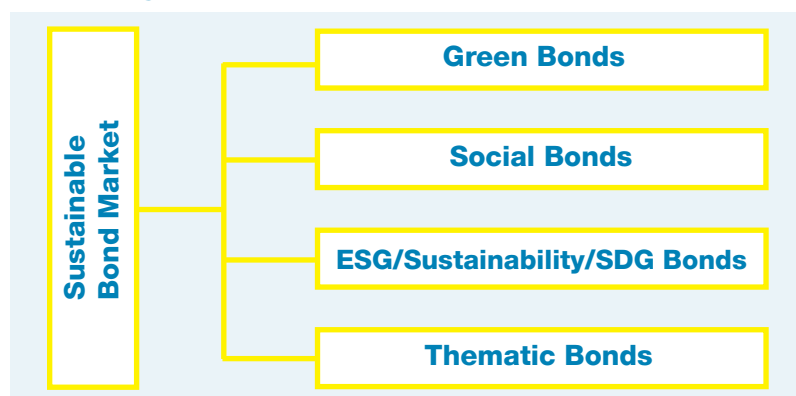 Sustainable
Bond Market
Green Bonds
Social Bonds
ESG/Sustainability/SDG Bonds
Thematic Bonds